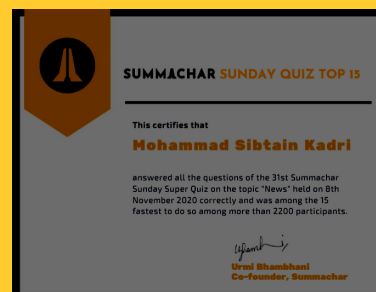 SUMMACHAR SUNDAY QUIZ TOP 15
This certifies that
Mohammad Sibtain Kadri
answered all the questions of the 31st Summachar
Sunday Super Quiz on the topic "News" held on 8th
November 2020 correctly and was among the 15
fastest to do so among more than 2200 participants.
Urmi Bhambhani
Co-founder, Summachar